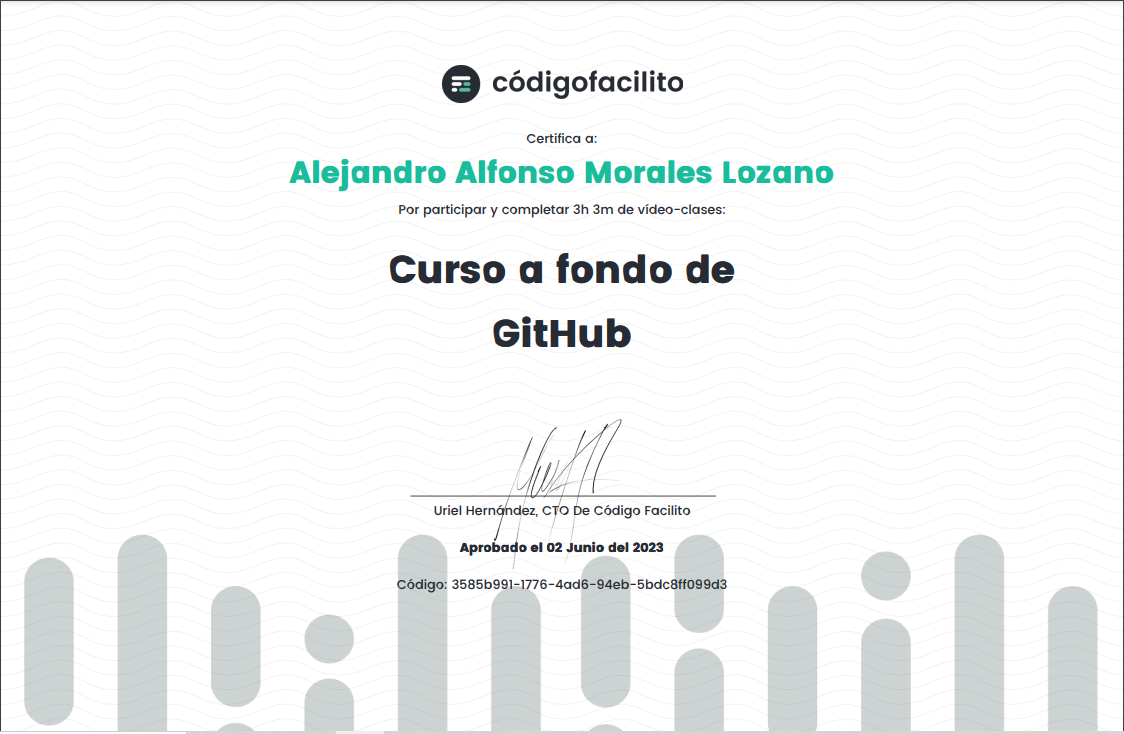 códigofacilito
Certifica a:
Alejandro Alfonso Morales Lozano
Por participar y completar 3h 3m de vídeo-clases:
Curso a fondo de
GitHub
Uriel Hernández, CTO De Código Facilito
Aprobado el 02 Junio del 2023
Código: 3585b991-1776-4ad6-94eb-5bdc8ff099d3